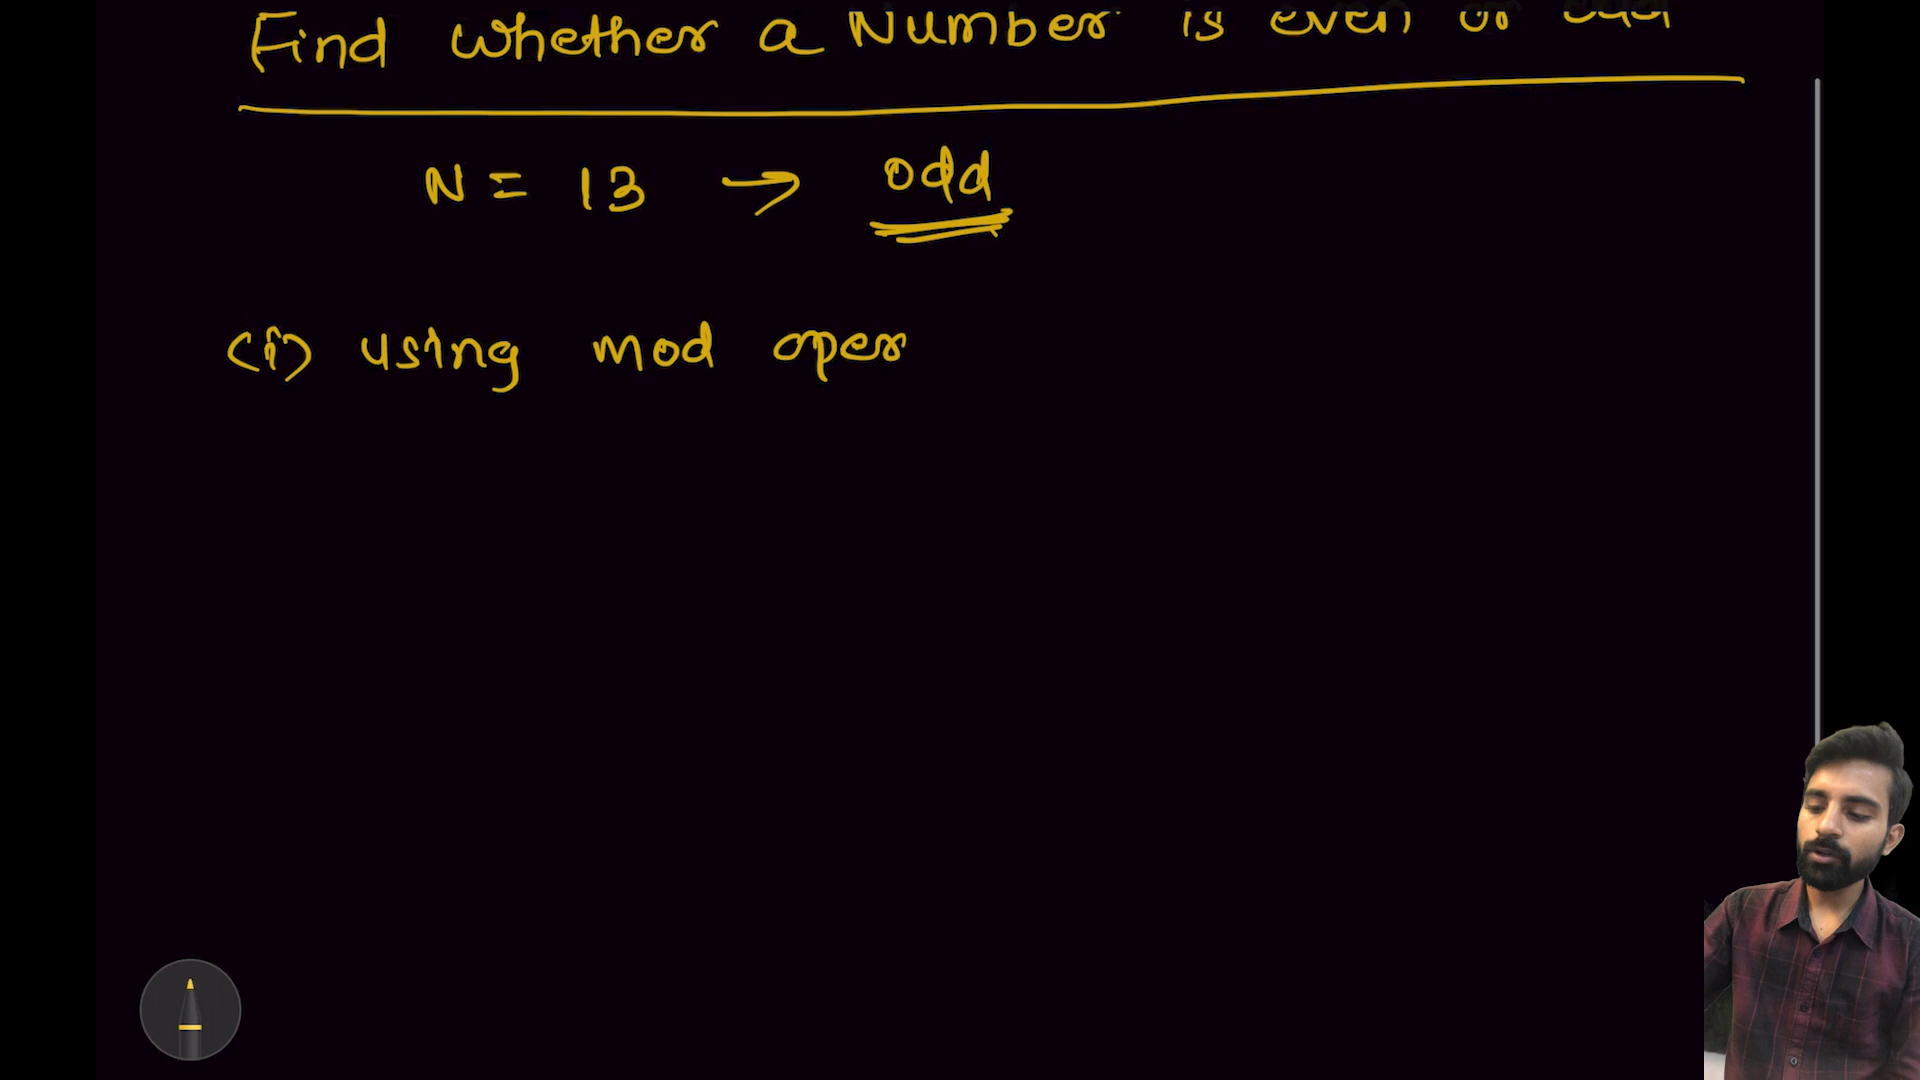 Find whether a Number is even or odd
N = 13 → odd
(i) using mod oper